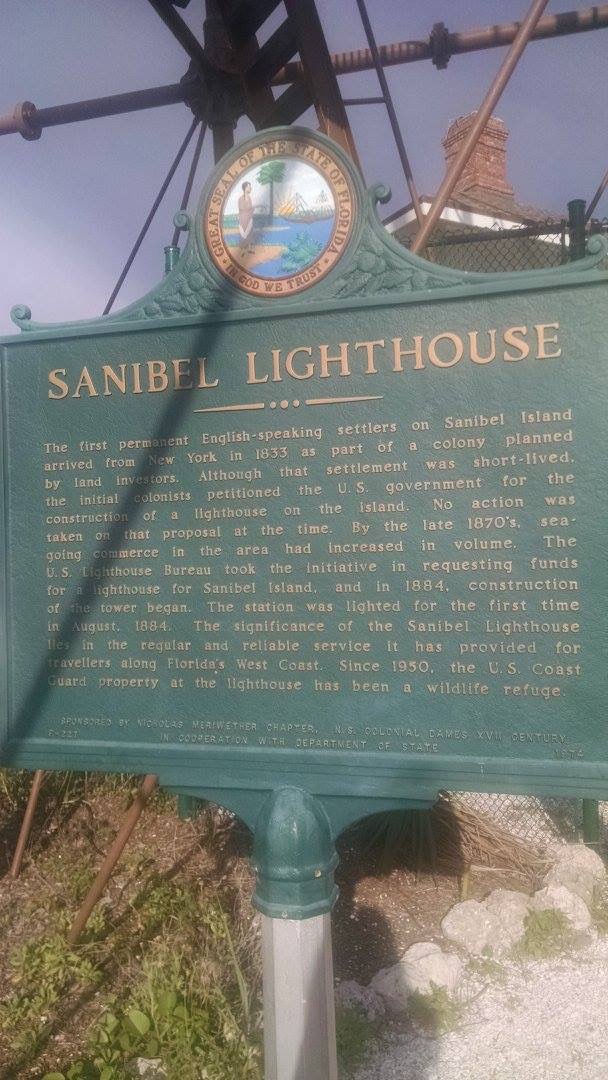 GREAT SEAL OF THE STATE OF FLORIDA
IN GOD WE TRUST
SANIBEL LIGHTHOUSE
The first permanent English-speaking settlers on Sanibel Island
arrived from New York in 1833 as part of a colony planned
by land investors. Although that settlement was short-lived,
the initial colonists petitioned the U.S. government for the
construction of a lighthouse on the island. No action was
taken on that proposal at the time. By the late 1870's, sea-
going commerce in the area had increased in volume. The
U.S. Lighthouse Bureau took the initiative in requesting funds
for a lighthouse for Sanibel Island, and in 1884, construction
of the tower began. The station was lighted for the first time
in August, 1884. The significance of the Sanibel Lighthouse
lies in the regular and reliable service it has provided for
travellers along Florida's West Coast. Since 1950, the U.S. Coast
Guard property at the lighthouse has been a wildlife refuge.
SPONSORED BY NICHOLAS MERIWETHER CHAPTER, N.S. COLONIAL DAMES XVII CENTURY
F-227 IN COOPERATION WITH DEPARTMENT OF STATE 1974